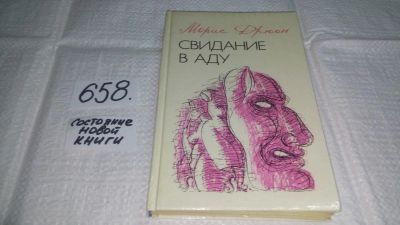 658.
состояние
новой
книги
Морис Дрюон
СВИДАНИЕ
В АДУ